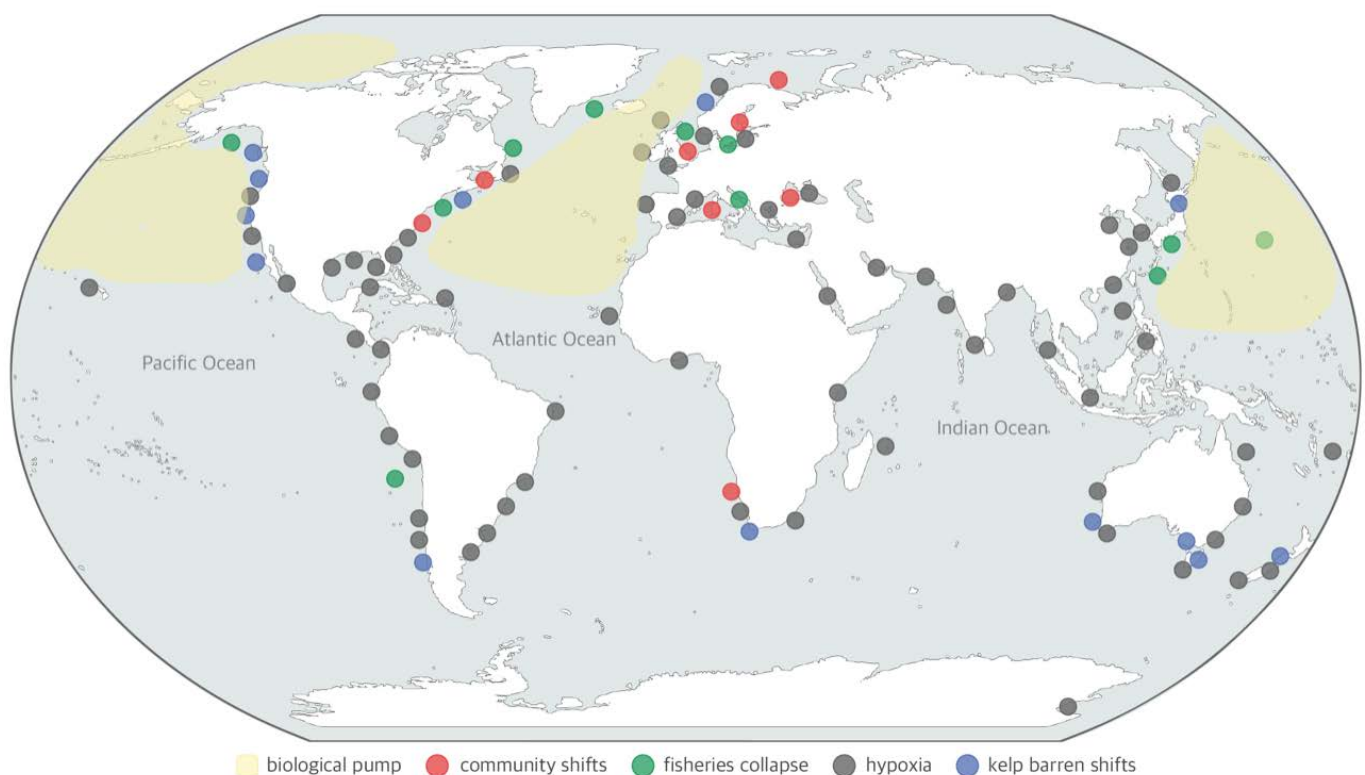 Pacific Ocean
Atlantic Ocean
Indian Ocean
biological pump community shifts fisheries collapse hypoxia kelp barren shifts